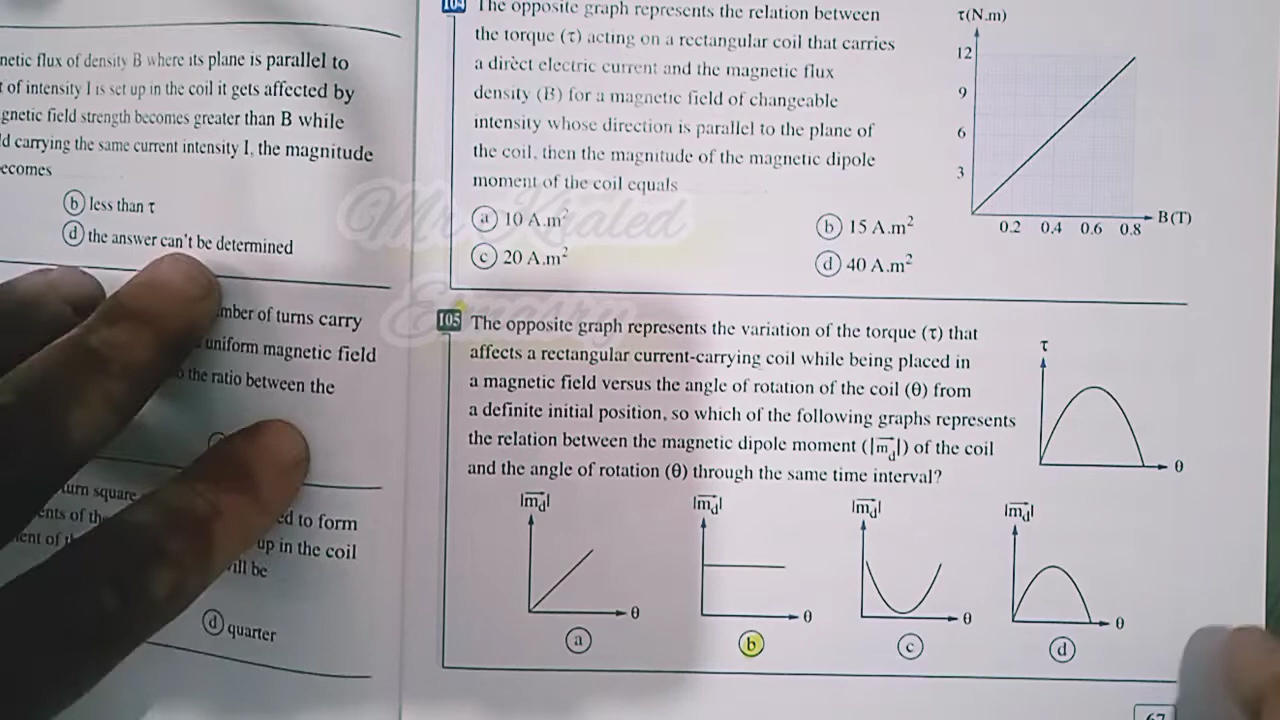 netic flux of density B where its plane is parallel to
of intensity I is set up in the coil it gets affected by
gnetic field strength becomes greater than B while
d carrying the same current intensity I, the magnitude
ecomes
b less than τ
d the answer can't be determined
mber of turns carry
uniform magnetic field
the ratio between the
turn square
ents of th
ed to form
up in the coil
ill be
d quarter
104 The opposite graph represents the relation between
the torque (τ) acting on a rectangular coil that carries
a direct electric current and the magnetic flux
density (B) for a magnetic field of changeable
intensity whose direction is parallel to the plane of
the coil, then the magnitude of the magnetic dipole
moment of the coil equals
a 10 A.m²
b 15 A.m²
c 20 A.m²
d 40 A.m²
τ(N.m)
12
9
6
3
0.2 0.4 0.6 0.8
B(T)
Mr. Khaled
105 The opposite graph represents the variation of the torque (τ) that
affects a rectangular current-carrying coil while being placed in
a magnetic field versus the angle of rotation of the coil (θ) from
a definite initial position, so which of the following graphs represents
the relation between the magnetic dipole moment (|m⃗d|) of the coil
and the angle of rotation (θ) through the same time interval?
τ
θ
|m⃗d| |m⃗d| |m⃗d| |m⃗d|
θ θ θ θ
a b c d
67